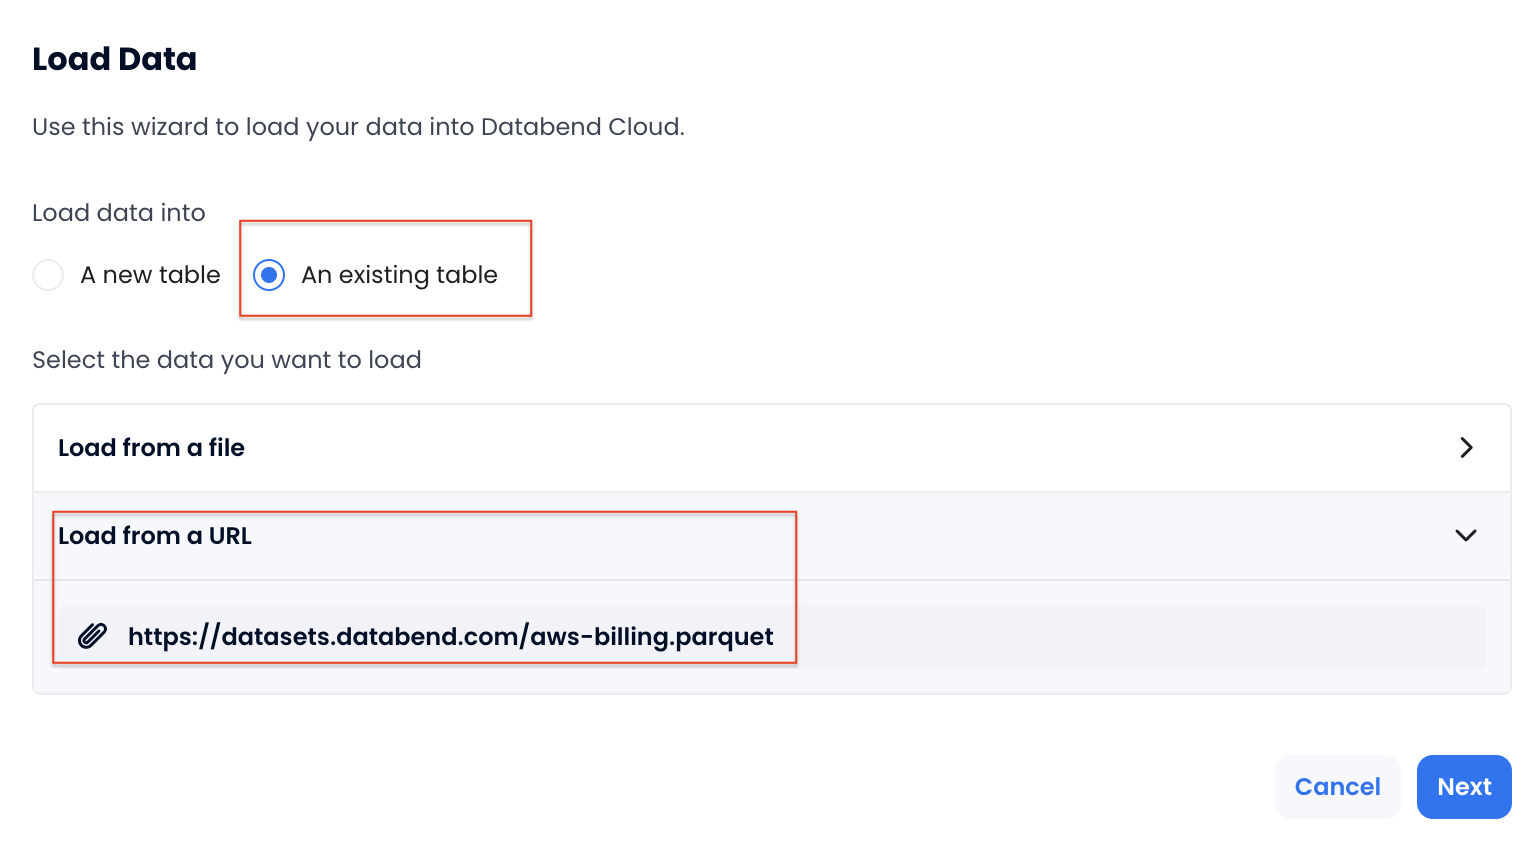 Load Data
Use this wizard to load your data into Databend Cloud.
Load data into
A new table An existing table
Select the data you want to load
Load from a file
Load from a URL
https://datasets.databend.com/aws-billing.parquet
Cancel Next